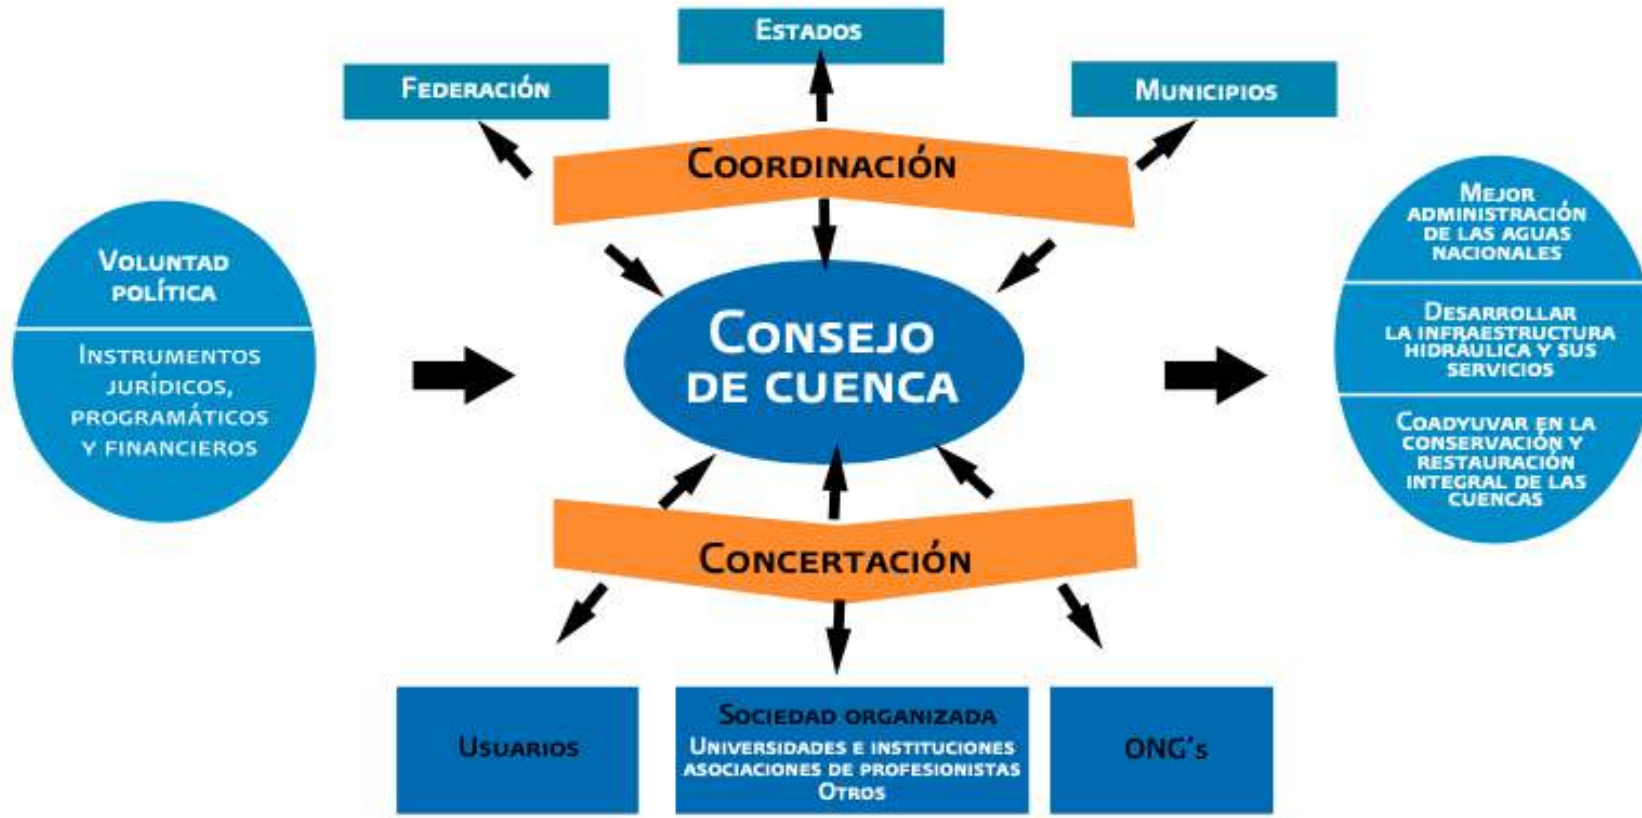 Estados
Federación
Municipios
Coordinación
Voluntad
política
Instrumentos
jurídicos,
programáticos
y financieros
Consejo
de cuenca
Mejor
administración
de las aguas
nacionales
Desarrollar
la infraestructura
hidráulica y sus
servicios
Coadyuvar en la
conservación y
restauración
integral de las
cuencas
Concertación
Usuarios
Sociedad organizada
Universidades e instituciones
asociaciones de profesionistas
Otros
ONG's